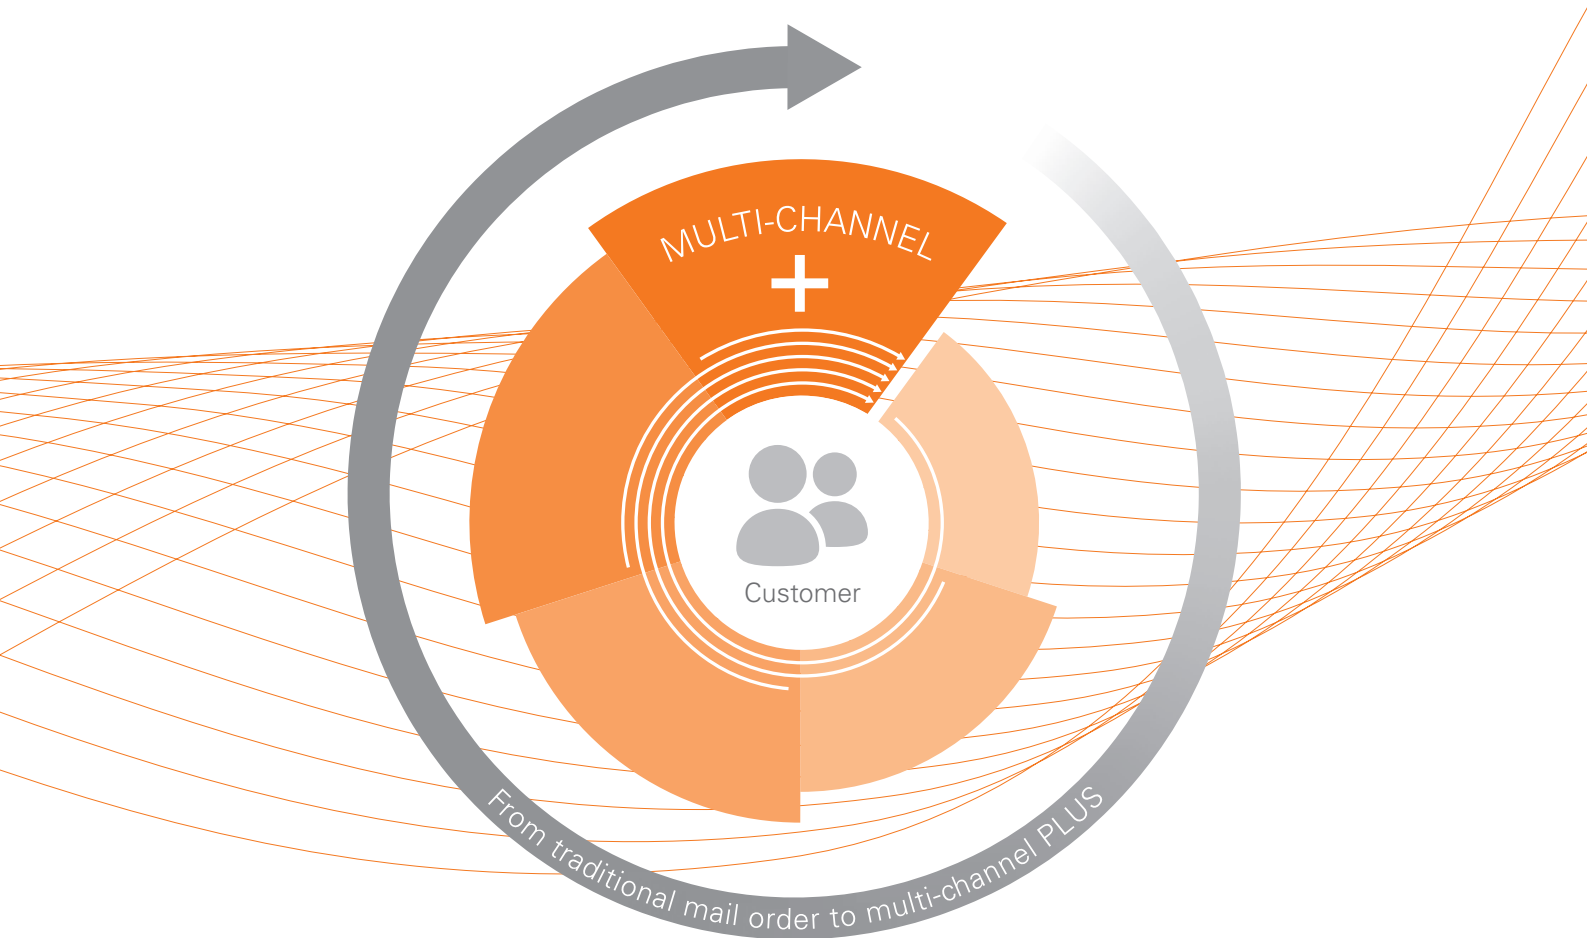 MULTI-CHANNEL
+
Customer
From traditional mail order to multi-channel PLUS